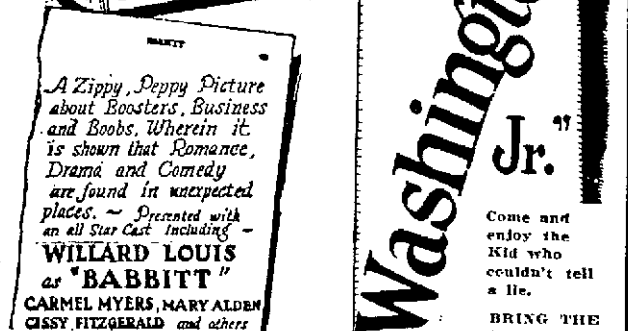 BABBITT
A Zippy, Peppy Picture
about Boosters, Business
and Boobs, Wherein it
is shown that Romance,
Drama and Comedy
are found in unexpected
places. ~ Presented with
an all Star Cast including ~
WILLARD LOUIS
as "BABBITT"
CARMEL MYERS, MARY ALDEN
CISSY FITZGERALD and others
Washingt
Jr."
Come and
enjoy the
Kid who
couldn't tell
a lie.
BRING THE